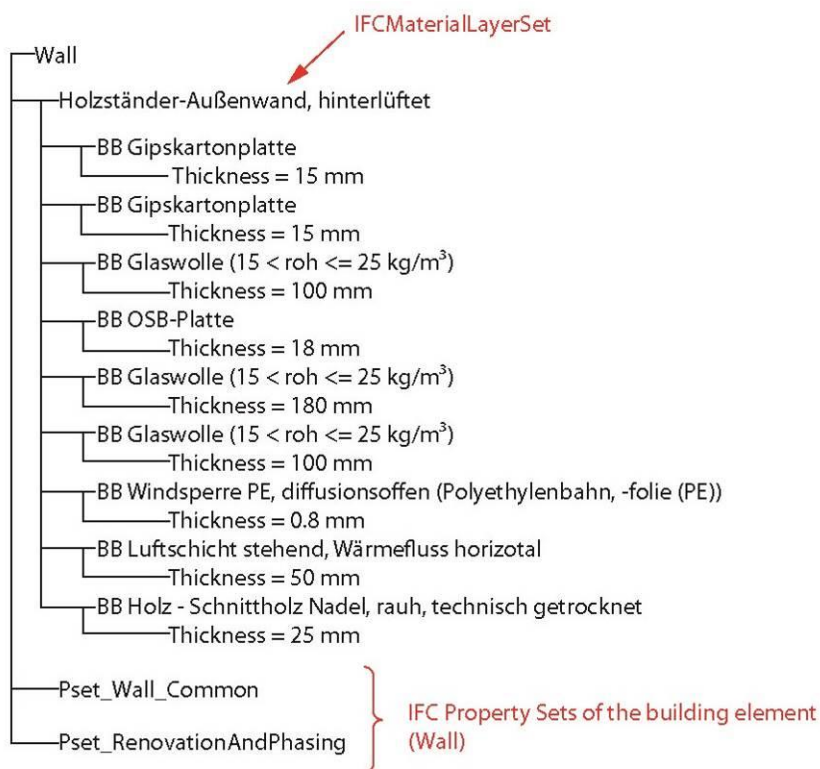 IFCMaterialLayerSet
Wall
Holzständer-Außenwand, hinterlüftet
BB Gipskartonplatte
Thickness = 15 mm
BB Gipskartonplatte
Thickness = 15 mm
BB Glaswolle (15 < roh <= 25 kg/m³)
Thickness = 100 mm
BB OSB-Platte
Thickness = 18 mm
BB Glaswolle (15 < roh <= 25 kg/m³)
Thickness = 180 mm
BB Glaswolle (15 < roh <= 25 kg/m³)
Thickness = 100 mm
BB Windsperre PE, diffusionsoffen (Polyethylenbahn, -folie (PE))
Thickness = 0.8 mm
BB Luftschicht stehend, Wärmefluss horizotal
Thickness = 50 mm
BB Holz - Schnittholz Nadel, rauh, technisch getrocknet
Thickness = 25 mm
Pset_Wall_Common
Pset_RenovationAndPhasing
IFC Property Sets of the building element
(Wall)